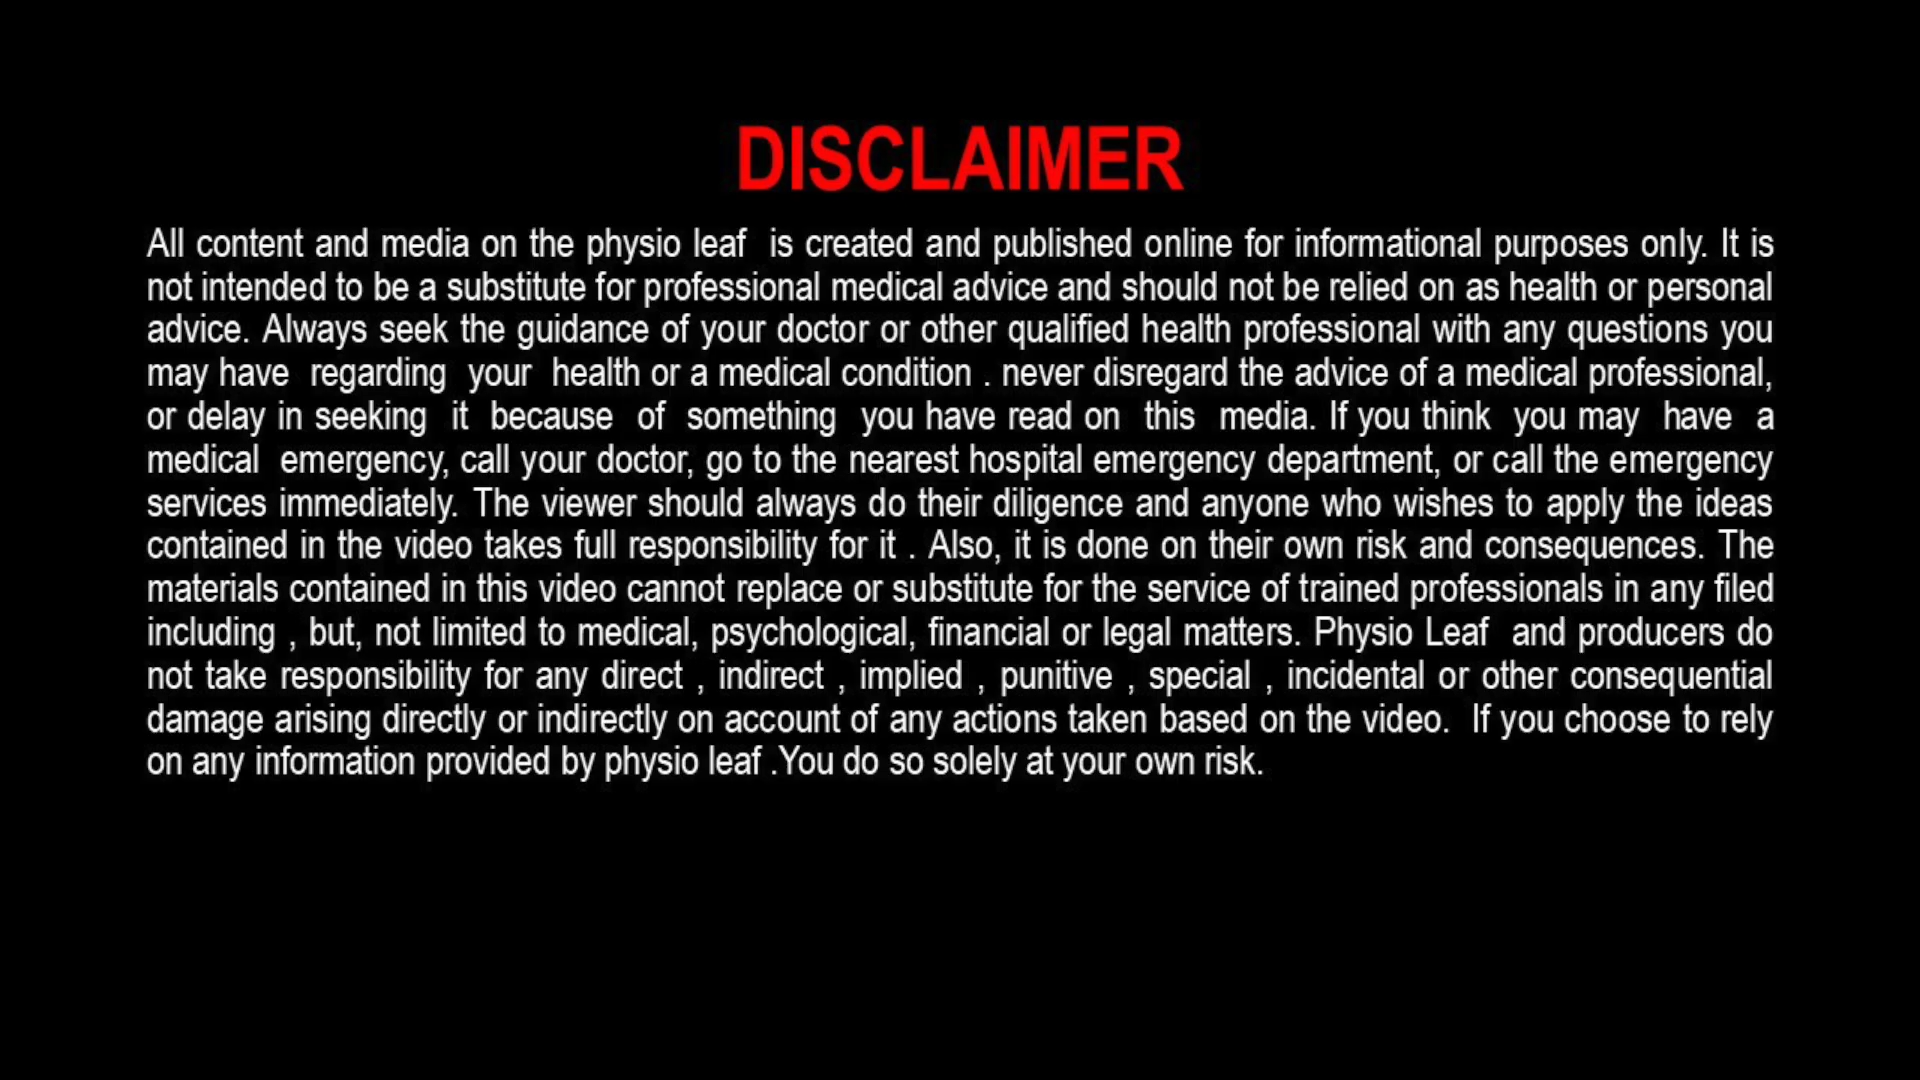 DISCLAIMER
All content and media on the physio leaf  is created and published online for informational purposes only. It is
not intended to be a substitute for professional medical advice and should not be relied on as health or personal
advice. Always seek the guidance of your doctor or other qualified health professional with any questions you
may have  regarding  your  health or a medical condition . never disregard the advice of a medical professional,
or delay in seeking  it  because  of  something  you have read on  this  media. If you think  you may  have  a
medical  emergency, call your doctor, go to the nearest hospital emergency department, or call the emergency
services immediately. The viewer should always do their diligence and anyone who wishes to apply the ideas
contained in the video takes full responsibility for it . Also, it is done on their own risk and consequences. The
materials contained in this video cannot replace or substitute for the service of trained professionals in any filed
including , but, not limited to medical, psychological, financial or legal matters. Physio Leaf  and producers do
not take responsibility for any direct , indirect , implied , punitive , special , incidental or other consequential
damage arising directly or indirectly on account of any actions taken based on the video.  If you choose to rely
on any information provided by physio leaf .You do so solely at your own risk.